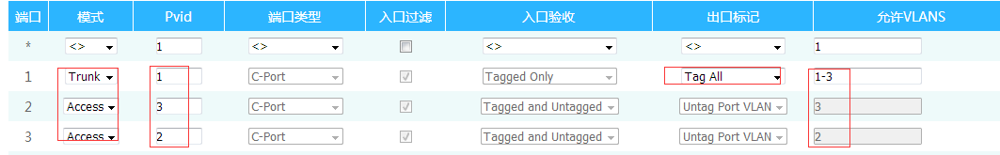 端口 模式 Pvid 端口类型 入口过滤 入口验收 出口标记 允许VLANS
* <> 1 <> <> <> 1
1 Trunk 1 C-Port Tagged Only Tag All 1-3
2 Access 3 C-Port Tagged and Untagged Untag Port VLAN 3
3 Access 2 C-Port Tagged and Untagged Untag Port VLAN 2